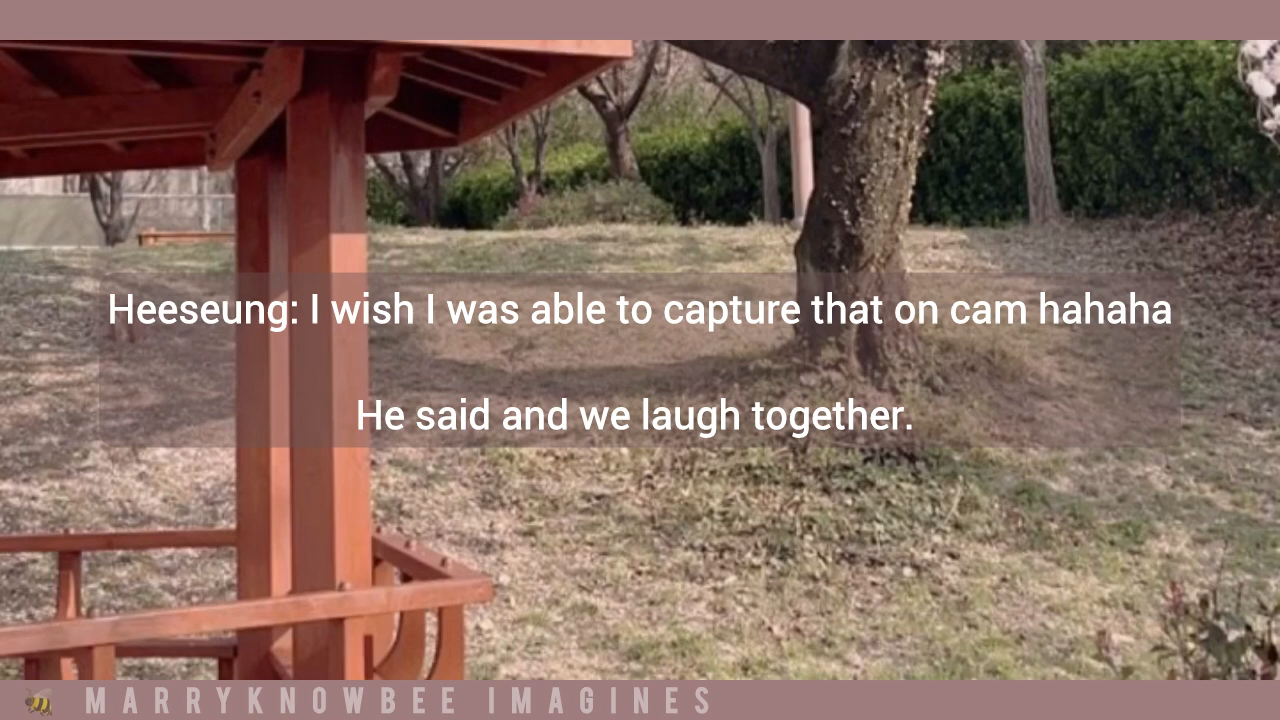 Heeseung: I wish I was able to capture that on cam hahaha
He said and we laugh together.
MARRYKNOWBEE IMAGINES